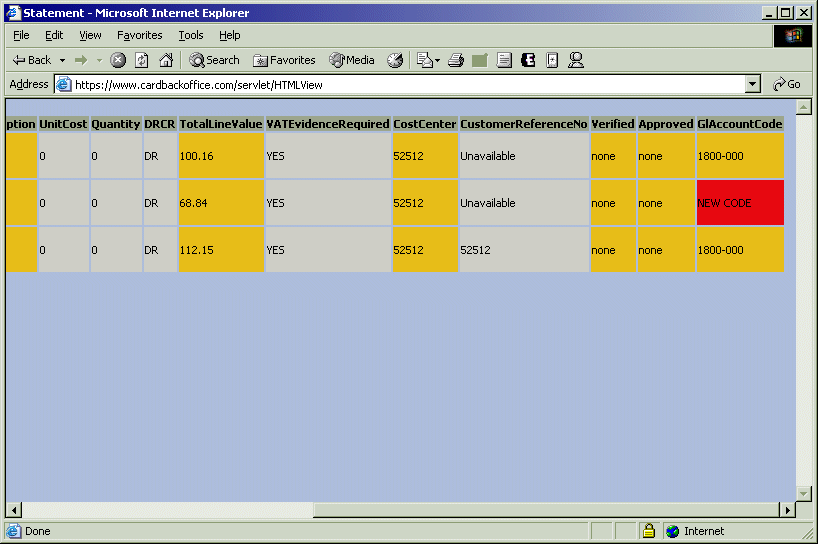 Statement - Microsoft Internet Explorer
File Edit View Favorites Tools Help
Back Search Favorites Media
Address https://www.cardbackoffice.com/servlet/HTMLView Go
ption UnitCost Quantity DRCR TotalLineValue VATEvidenceRequired CostCenter CustomerReferenceNo Verified Approved GlAccountCode
0 0 DR 100.16 YES 52512 Unavailable none none 1800-000
0 0 DR 68.84 YES 52512 Unavailable none none NEW CODE
0 0 DR 112.15 YES 52512 52512 none none 1800-000
Done Internet